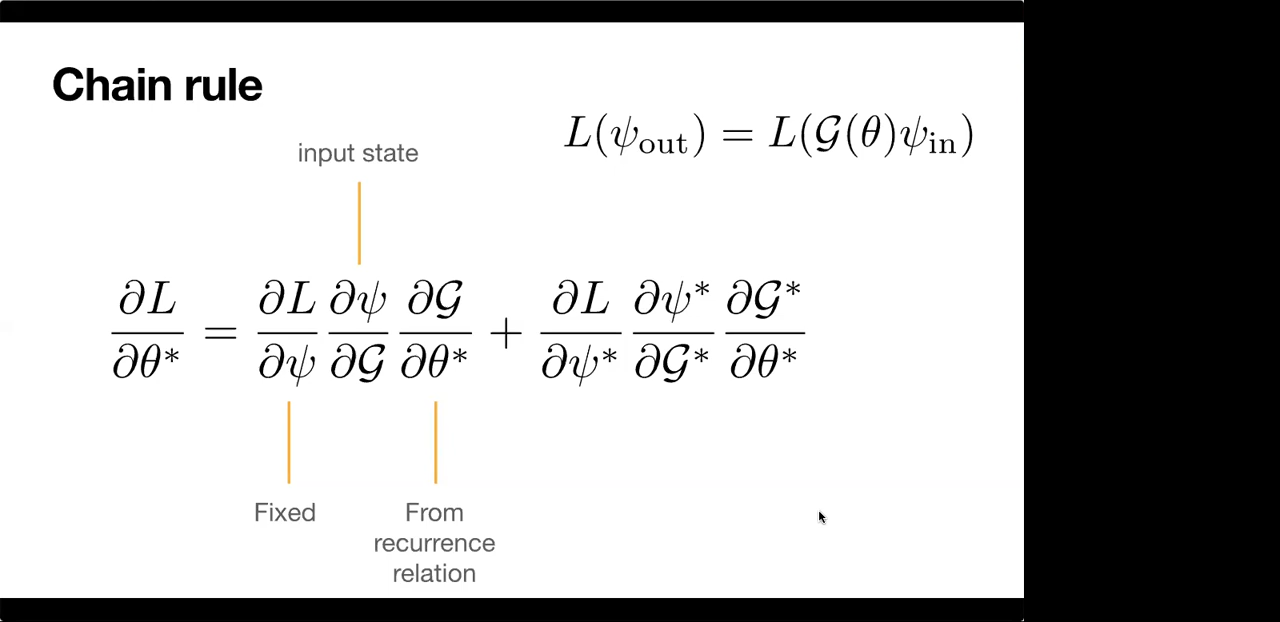 Chain rule
L(ψ_out) = L(𝒢(θ)ψ_in)
input state
∂L/∂θ* = ∂L/∂ψ ∂ψ/∂𝒢 ∂𝒢/∂θ* + ∂L/∂ψ* ∂ψ*/∂𝒢* ∂𝒢*/∂θ*
Fixed
From
recurrence
relation